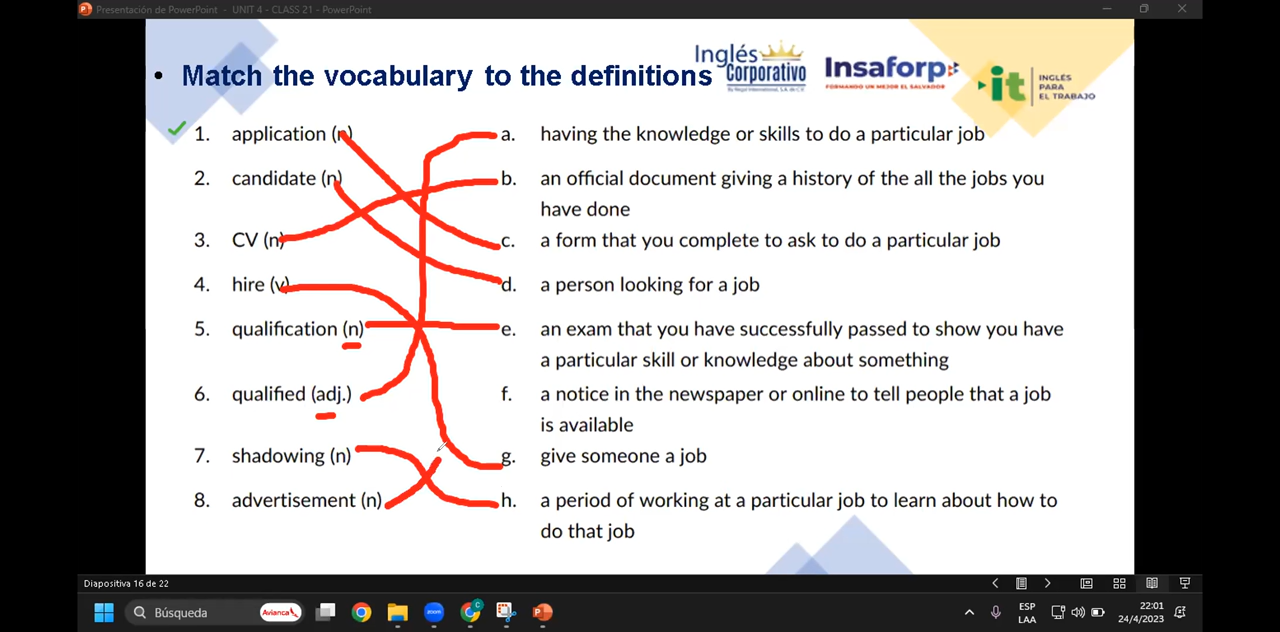 Presentación de PowerPoint - UNIT 4 - CLASS 21 - PowerPoint
• Match the vocabulary to the definitions
Inglés
Corporativo
Insaforp
FORMANDO UN MEJOR EL SALVADOR
it
INGLÉS
PARA
EL TRABAJO
1. application (n)
2. candidate (n)
3. CV (n)
4. hire (v)
5. qualification (n)
6. qualified (adj.)
7. shadowing (n)
8. advertisement (n)
a. having the knowledge or skills to do a particular job
b. an official document giving a history of the all the jobs you
have done
c. a form that you complete to ask to do a particular job
d. a person looking for a job
e. an exam that you have successfully passed to show you have
a particular skill or knowledge about something
f. a notice in the newspaper or online to tell people that a job
is available
g. give someone a job
h. a period of working at a particular job to learn about how to
do that job
Diapositiva 16 de 22
Búsqueda
Avianca
zoom
C
ESP
LAA
22:01
24/4/2023